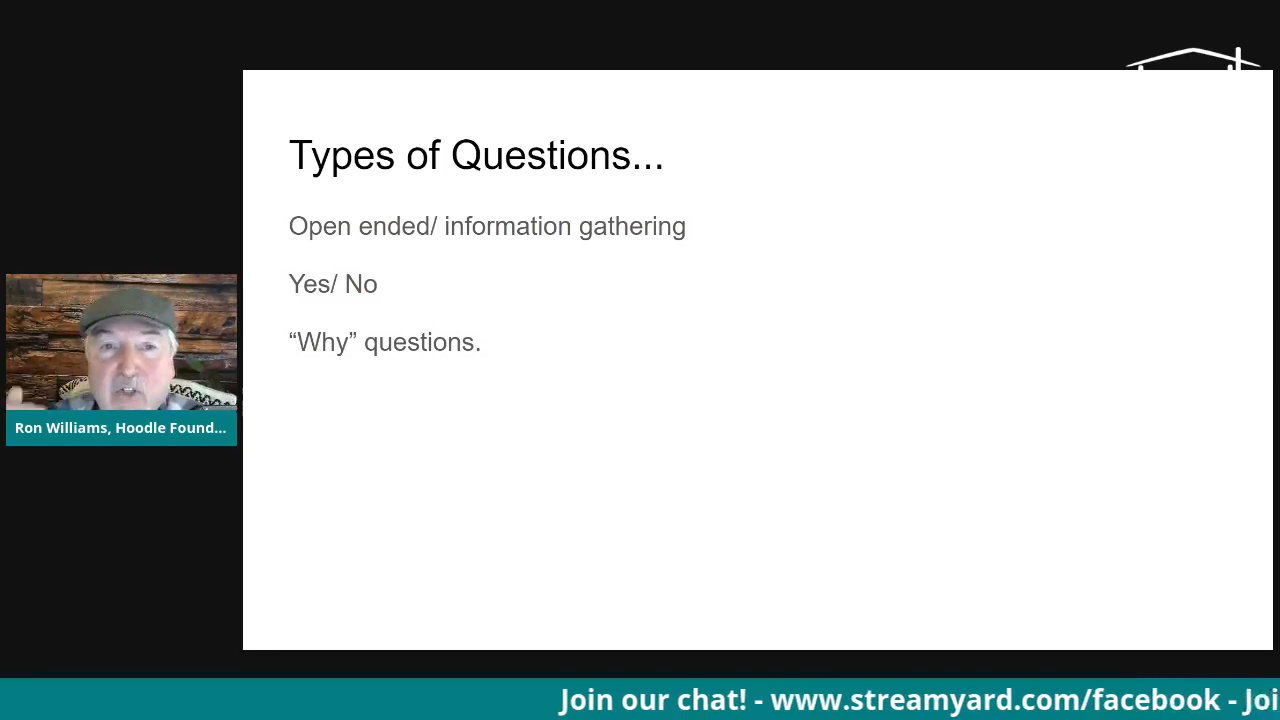 Types of Questions...
Open ended/ information gathering
Yes/ No
“Why” questions.
Ron Williams, Hoodle Found...
Join our chat! - www.streamyard.com/facebook - Joi